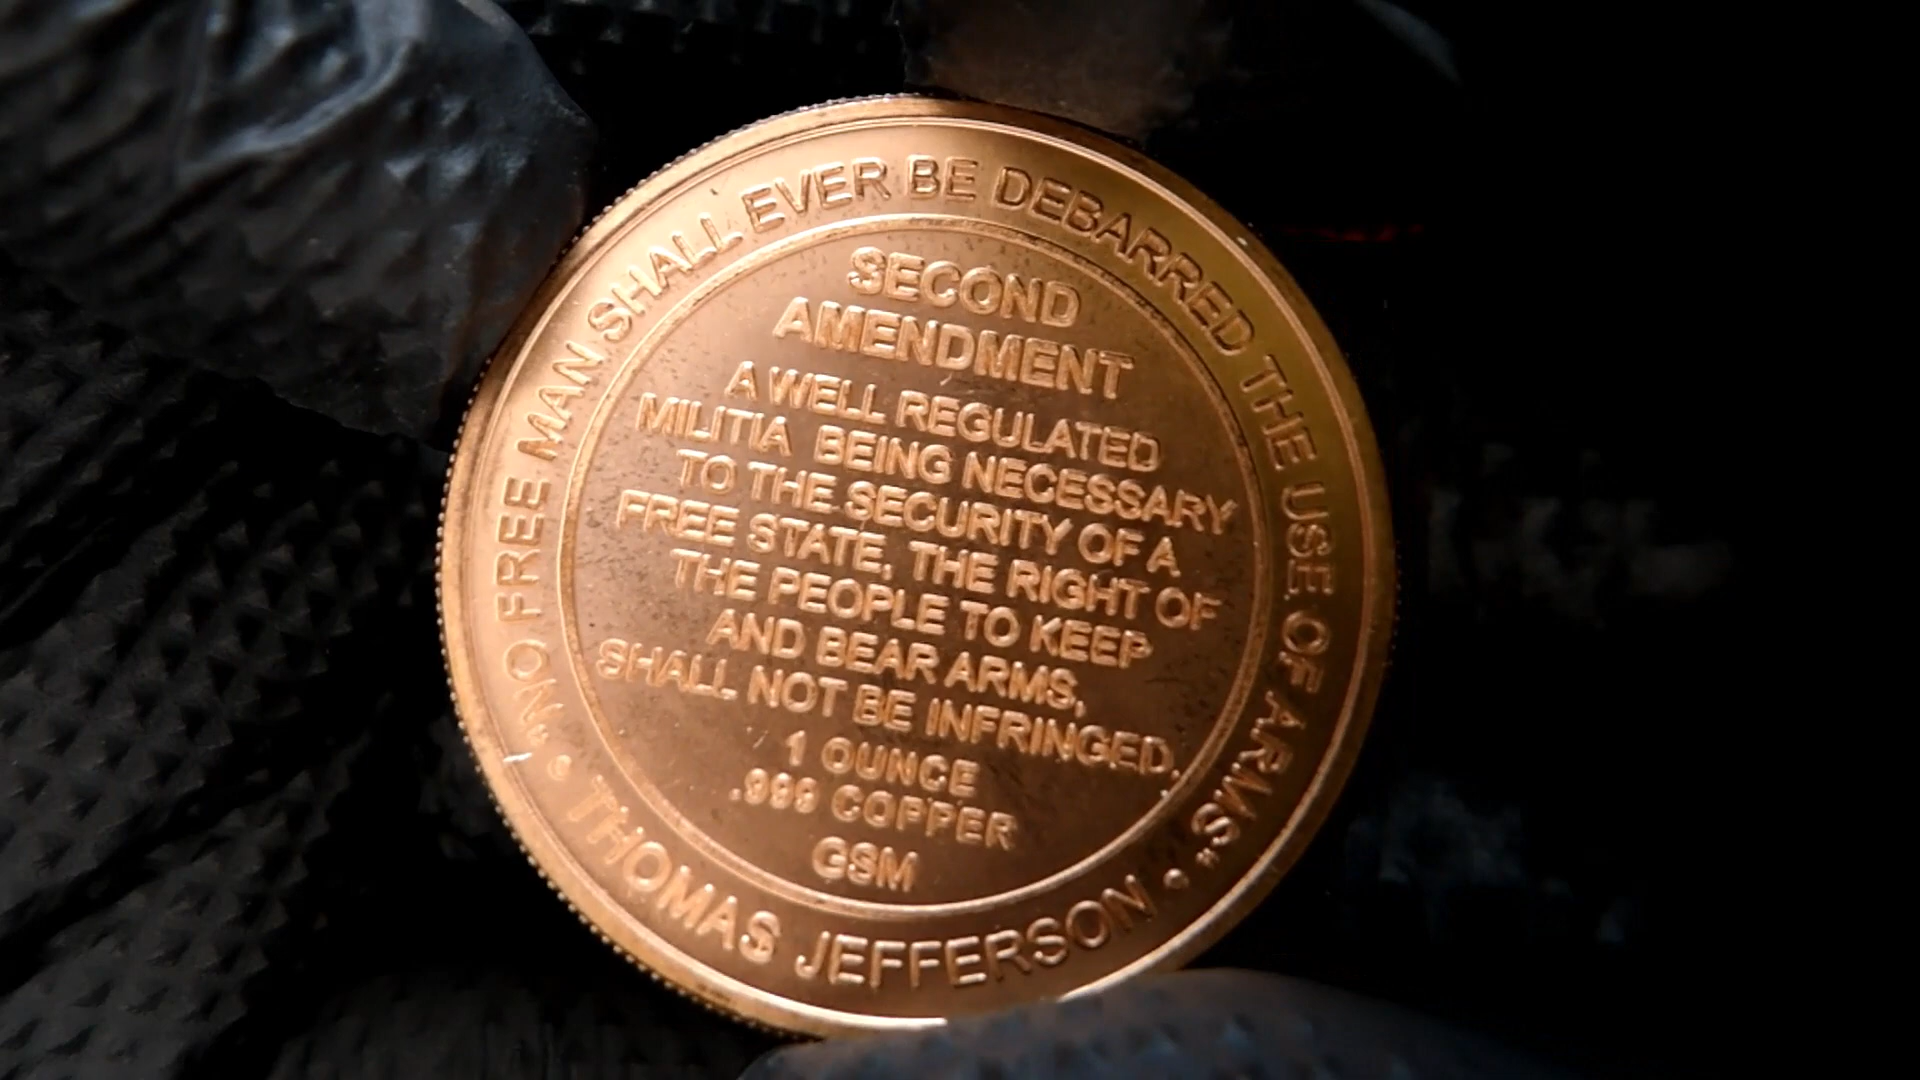 "NO FREE MAN SHALL EVER BE DEBARRED THE USE OF ARMS"
• THOMAS JEFFERSON •
SECOND
AMENDMENT
A WELL REGULATED
MILITIA BEING NECESSARY
TO THE SECURITY OF A
FREE STATE, THE RIGHT OF
THE PEOPLE TO KEEP
AND BEAR ARMS,
SHALL NOT BE INFRINGED.
1 OUNCE
.999 COPPER
GSM